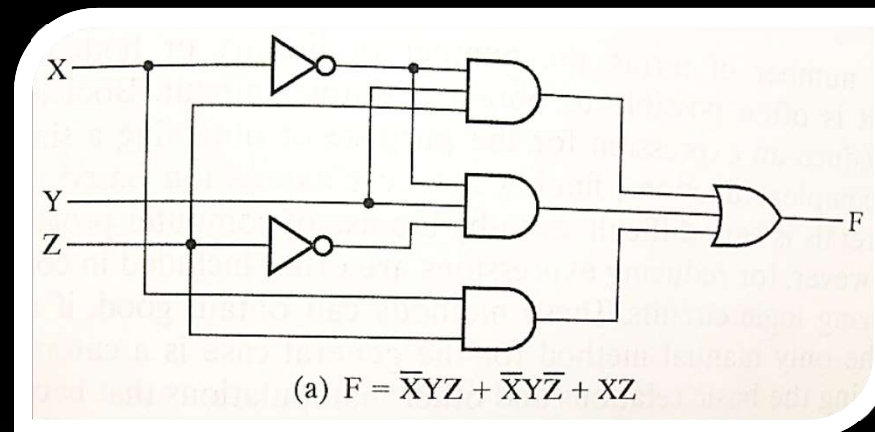 X
Y
Z
F
(a) F = X̅YZ + X̅YZ̅ + XZ